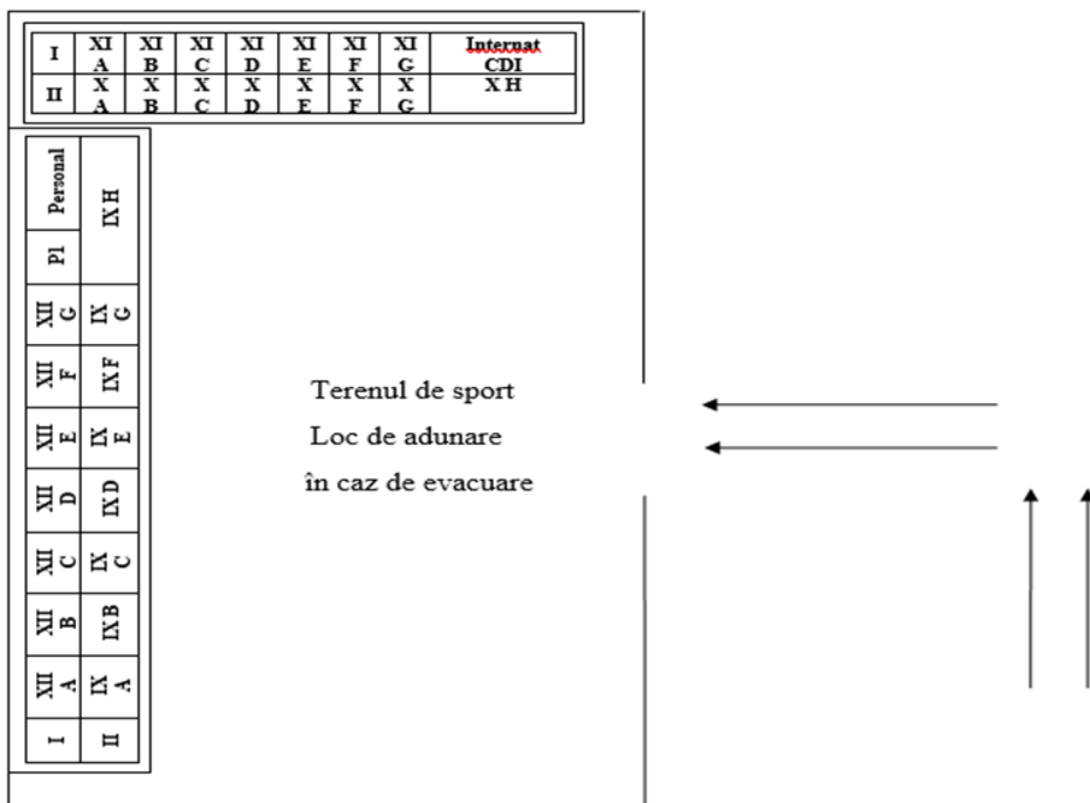 I XI XI XI XI XI XI XI Internat
A B C D E F G CDI
II X X X X X X X X H
A B C D E F G
Personal
P1
XII G
XII F
XII E
XII D
XII C
XII B
XII A
I
IX H
IX G
IX F
IX E
IX D
IX C
IX B
IX A
II
Terenul de sport
Loc de adunare
în caz de evacuare